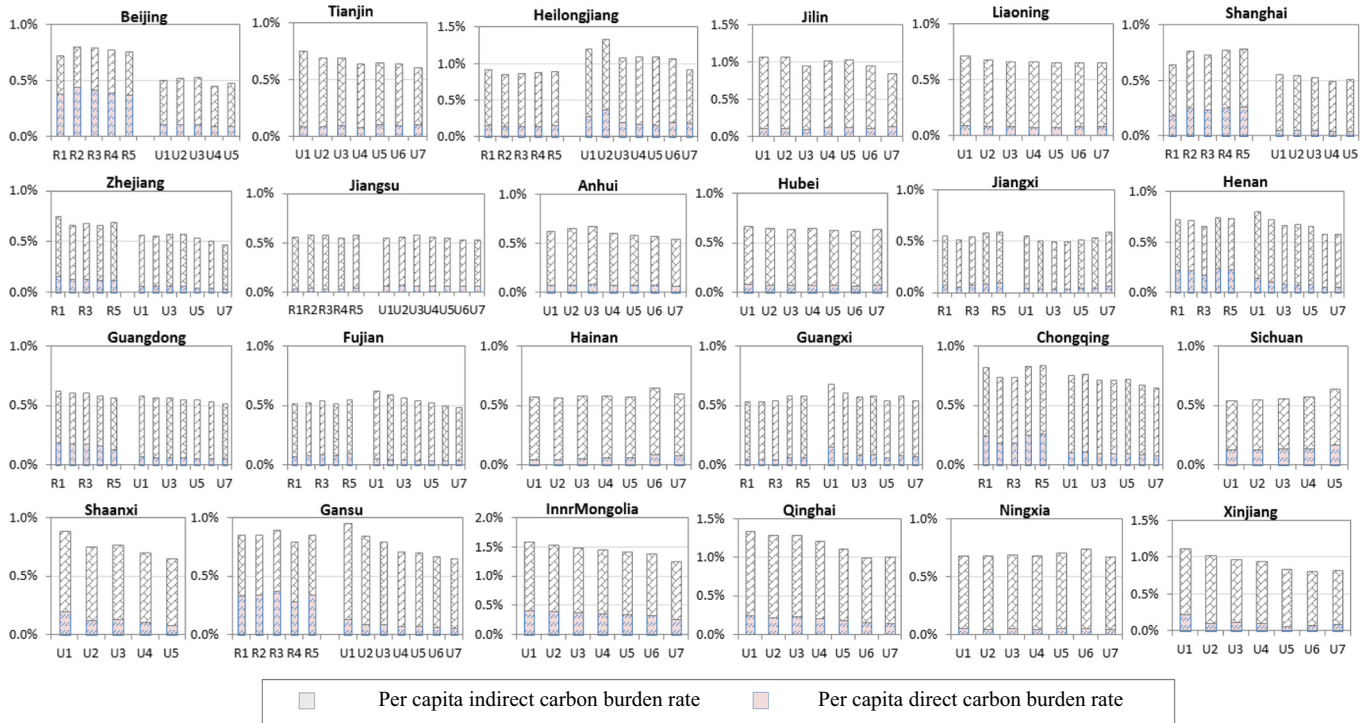 Beijing
1.0%
0.5%
0.0%
R1 R2 R3 R4 R5 U1 U2 U3 U4 U5
Tianjin
1.0%
0.5%
0.0%
U1 U2 U3 U4 U5 U6 U7
Heilongjiang
1.5%
1.0%
0.5%
0.0%
R1 R2 R3 R4 R5 U1 U2 U3 U4 U5 U6 U7
Jilin
1.5%
1.0%
0.5%
0.0%
U1 U2 U3 U4 U5 U6 U7
Liaoning
1.0%
0.5%
0.0%
U1 U2 U3 U4 U5 U6 U7
Shanghai
1.0%
0.5%
0.0%
R1 R2 R3 R4 R5 U1 U2 U3 U4 U5
Zhejiang
1.0%
0.5%
0.0%
R1 R3 R5 U1 U3 U5 U7
Jiangsu
1.0%
0.5%
0.0%
R1 R2 R3 R4 R5 U1 U2 U3 U4 U5 U6 U7
Anhui
1.0%
0.5%
0.0%
U1 U2 U3 U4 U5 U6 U7
Hubei
1.0%
0.5%
0.0%
U1 U2 U3 U4 U5 U6 U7
Jiangxi
1.0%
0.5%
0.0%
R1 R3 R5 U1 U3 U5 U7
Henan
1.0%
0.5%
0.0%
R1 R3 R5 U1 U3 U5 U7
Guangdong
1.0%
0.5%
0.0%
R1 R3 R5 U1 U3 U5 U7
Fujian
1.0%
0.5%
0.0%
R1 R3 R5 U1 U3 U5 U7
Hainan
1.0%
0.5%
0.0%
U1 U2 U3 U4 U5 U6 U7
Guangxi
1.0%
0.5%
0.0%
R1 R3 R5 U1 U3 U5 U7
Chongqing
1.0%
0.5%
0.0%
R1 R3 R5 U1 U3 U5 U7
Sichuan
1.0%
0.5%
0.0%
U1 U2 U3 U4 U5
Shaanxi
1.0%
0.5%
0.0%
U1 U2 U3 U4 U5
Gansu
1.0%
0.5%
0.0%
R1 R2 R3 R4 R5 U1 U2 U3 U4 U5 U6 U7
InnrMongolia
2.0%
1.5%
1.0%
0.5%
0.0%
U1 U2 U3 U4 U5 U6 U7
Qinghai
1.5%
1.0%
0.5%
0.0%
U1 U2 U3 U4 U5 U6 U7
Ningxia
1.0%
0.5%
0.0%
U1 U2 U3 U4 U5 U6 U7
Xinjiang
1.5%
1.0%
0.5%
0.0%
U1 U2 U3 U4 U5 U6 U7
Per capita indirect carbon burden rate
Per capita direct carbon burden rate